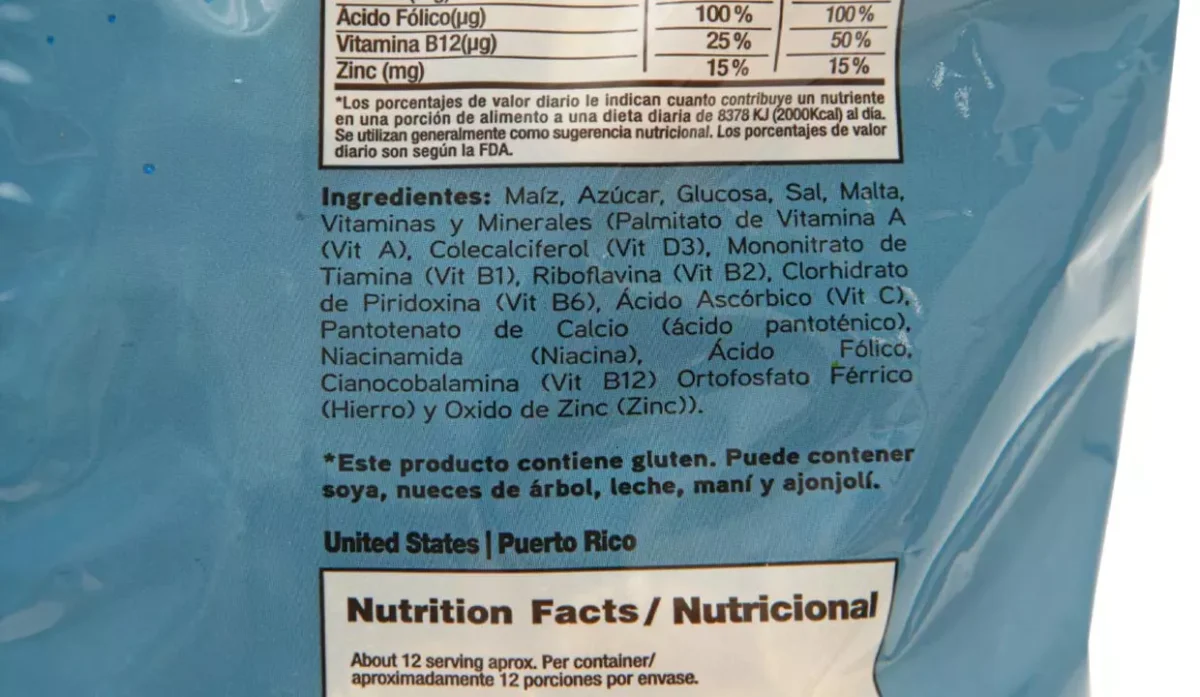 Ácido Fólico(µg) 100% 100%
Vitamina B12(µg) 25% 50%
Zinc (mg) 15% 15%
*Los porcentajes de valor diario le indican cuanto contribuye un nutriente
en una porción de alimento a una dieta diaria de 8378 KJ (2000Kcal) al día.
Se utilizan generalmente como sugerencia nutricional. Los porcentajes de valor
diario son según la FDA.
Ingredientes: Maíz, Azúcar, Glucosa, Sal, Malta,
Vitaminas y Minerales (Palmitato de Vitamina A
(Vit A), Colecalciferol (Vit D3), Mononitrato de
Tiamina (Vit B1), Riboflavina (Vit B2), Clorhidrato
de Piridoxina (Vit B6), Ácido Ascórbico (Vit C),
Pantotenato de Calcio (ácido pantoténico),
Niacinamida (Niacina), Ácido Fólico,
Cianocobalamina (Vit B12) Ortofosfato Férrico
(Hierro) y Oxido de Zinc (Zinc)).
*Este producto contiene gluten. Puede contener
soya, nueces de árbol, leche, maní y ajonjolí.
United States | Puerto Rico
Nutrition Facts/ Nutricional
About 12 serving aprox. Per container/
aproximadamente 12 porciones por envase.